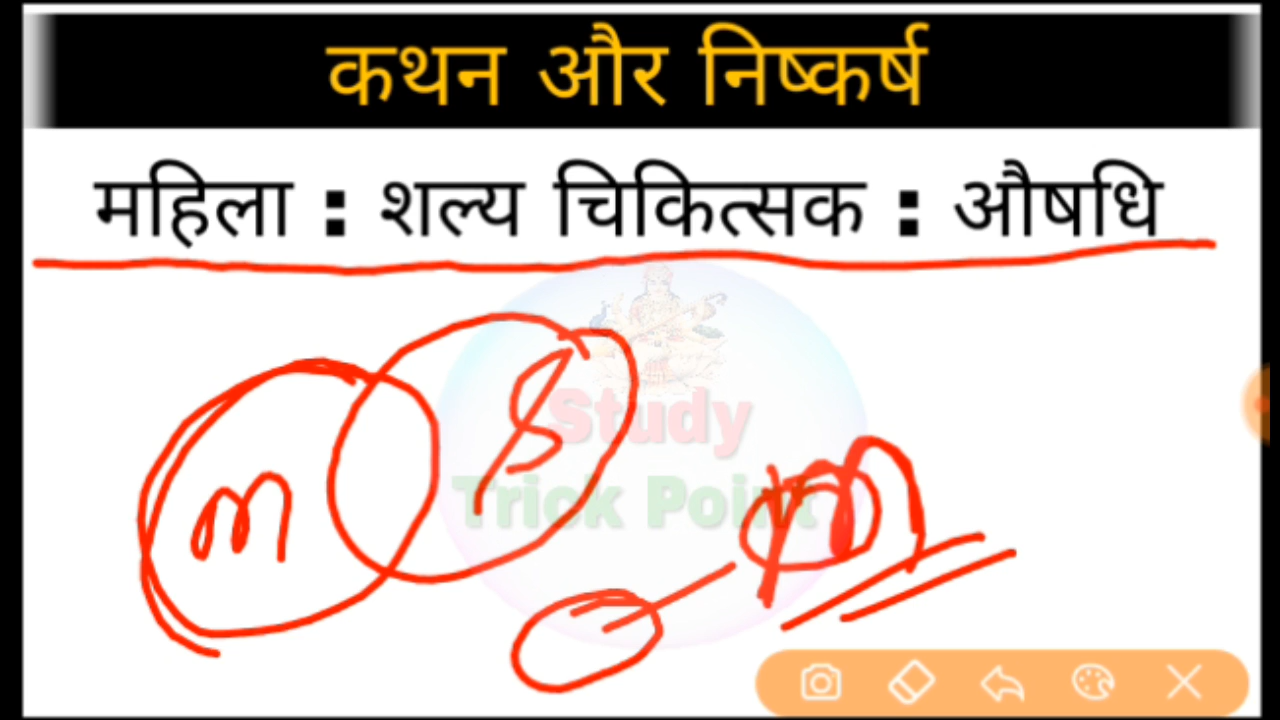 कथन और निष्कर्ष
महिला : शल्य चिकित्सक : औषधि
m
S
Study
Trick Point
m